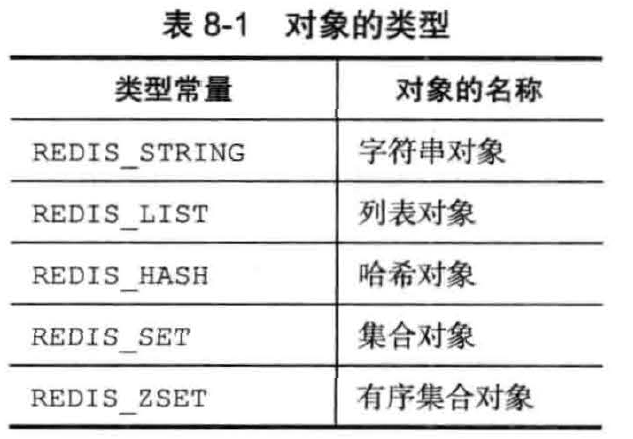 表 8-1 对象的类型
类型常量 对象的名称
REDIS_STRING 字符串对象
REDIS_LIST 列表对象
REDIS_HASH 哈希对象
REDIS_SET 集合对象
REDIS_ZSET 有序集合对象